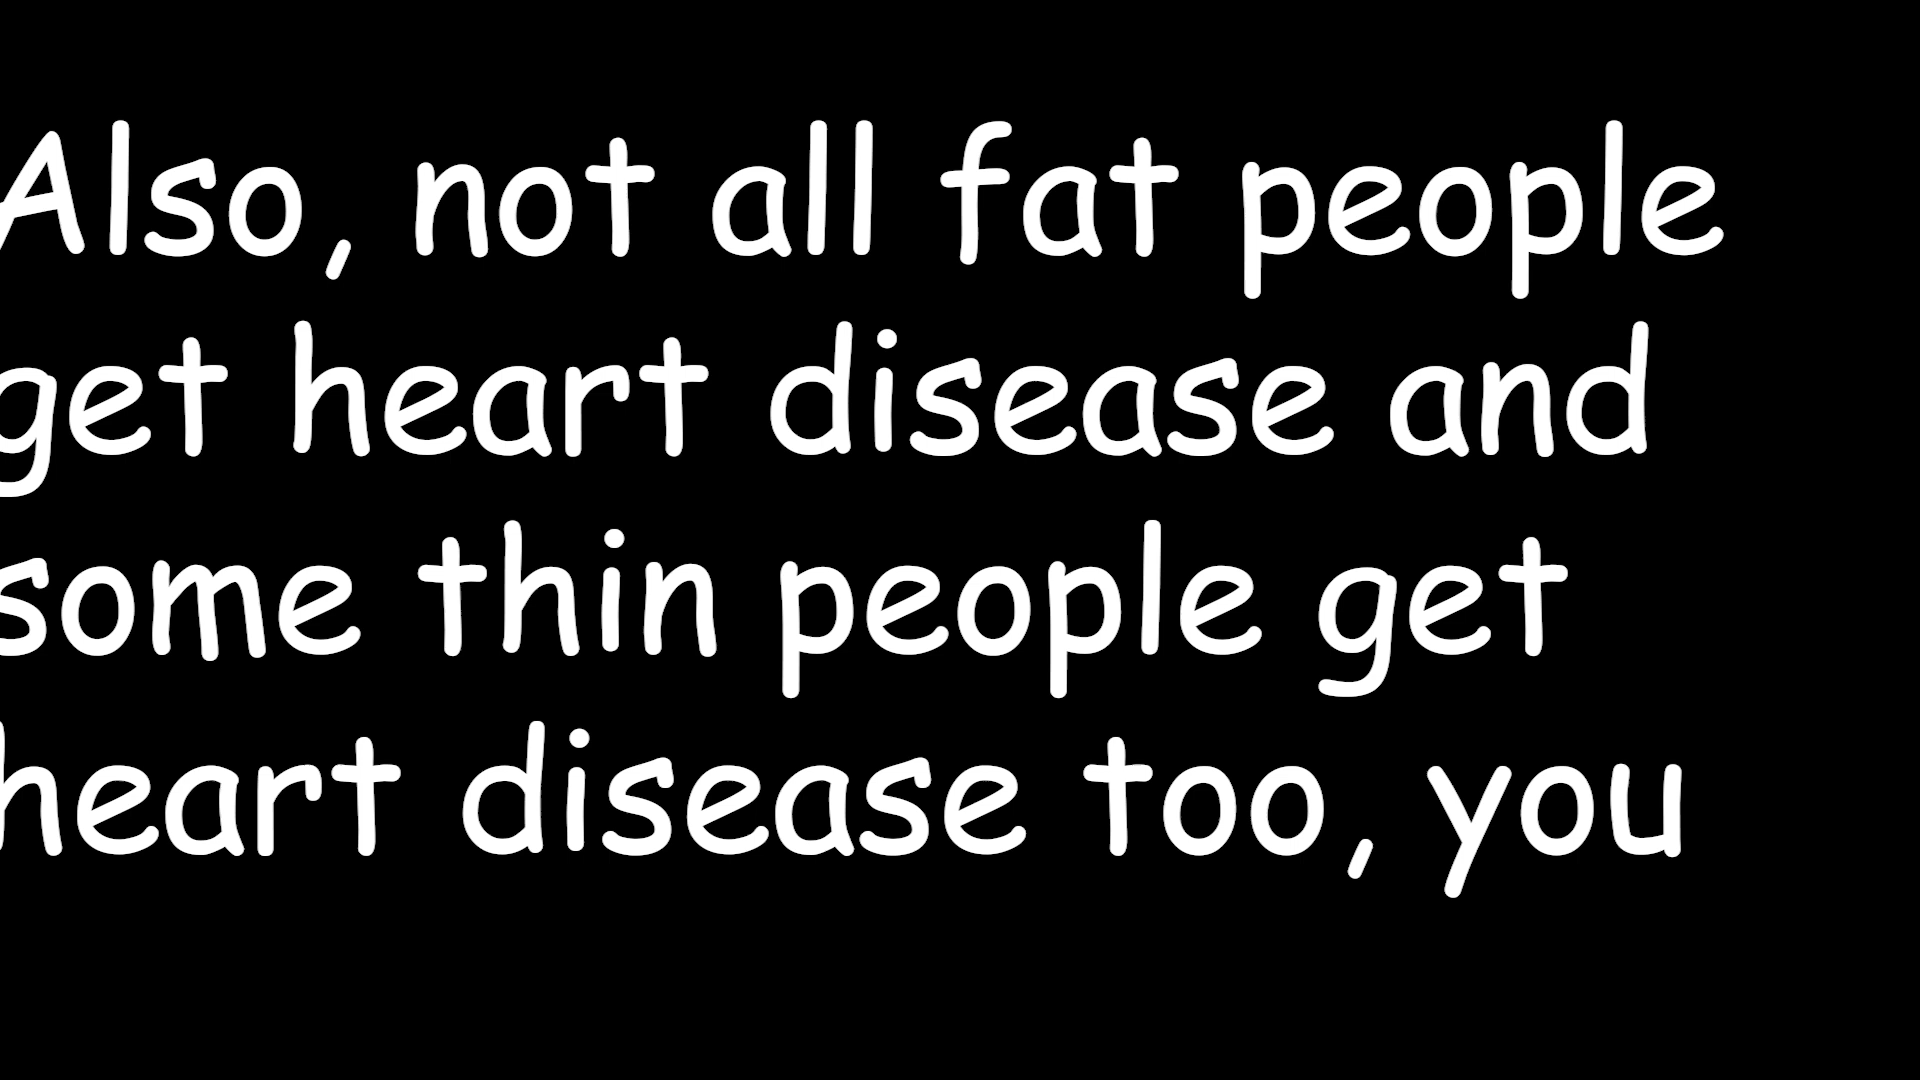 Also, not all fat people
get heart disease and
some thin people get
heart disease too, you